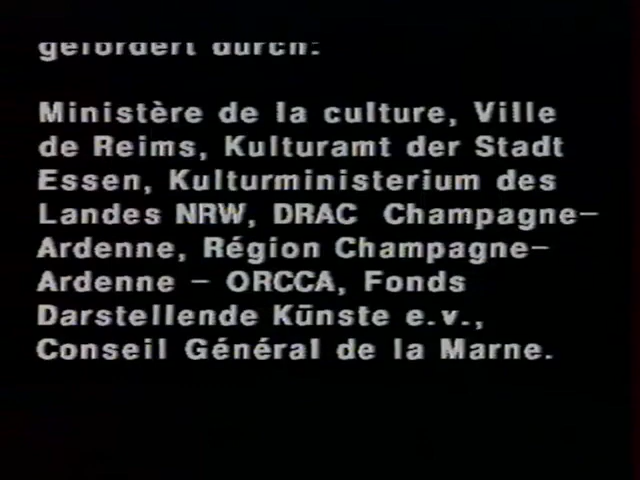 gefördert durch:
Ministère de la culture, Ville
de Reims, Kulturamt der Stadt
Essen, Kulturministerium des
Landes NRW, DRAC Champagne-
Ardenne, Région Champagne-
Ardenne - ORCCA, Fonds
Darstellende Künste e.v.,
Conseil Général de la Marne.